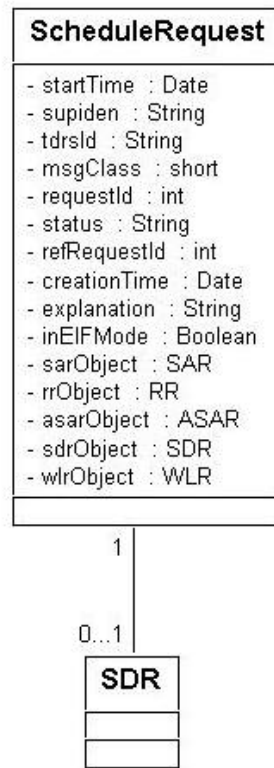 ScheduleRequest
- startTime : Date
- supiden : String
- tdrsId : String
- msgClass : short
- requestId : int
- status : String
- refRequestId : int
- creationTime : Date
- explanation : String
- inEIFMode : Boolean
- sarObject : SAR
- rrObject : RR
- asarObject : ASAR
- sdrObject : SDR
- wlrObject : WLR
1
0...1
SDR